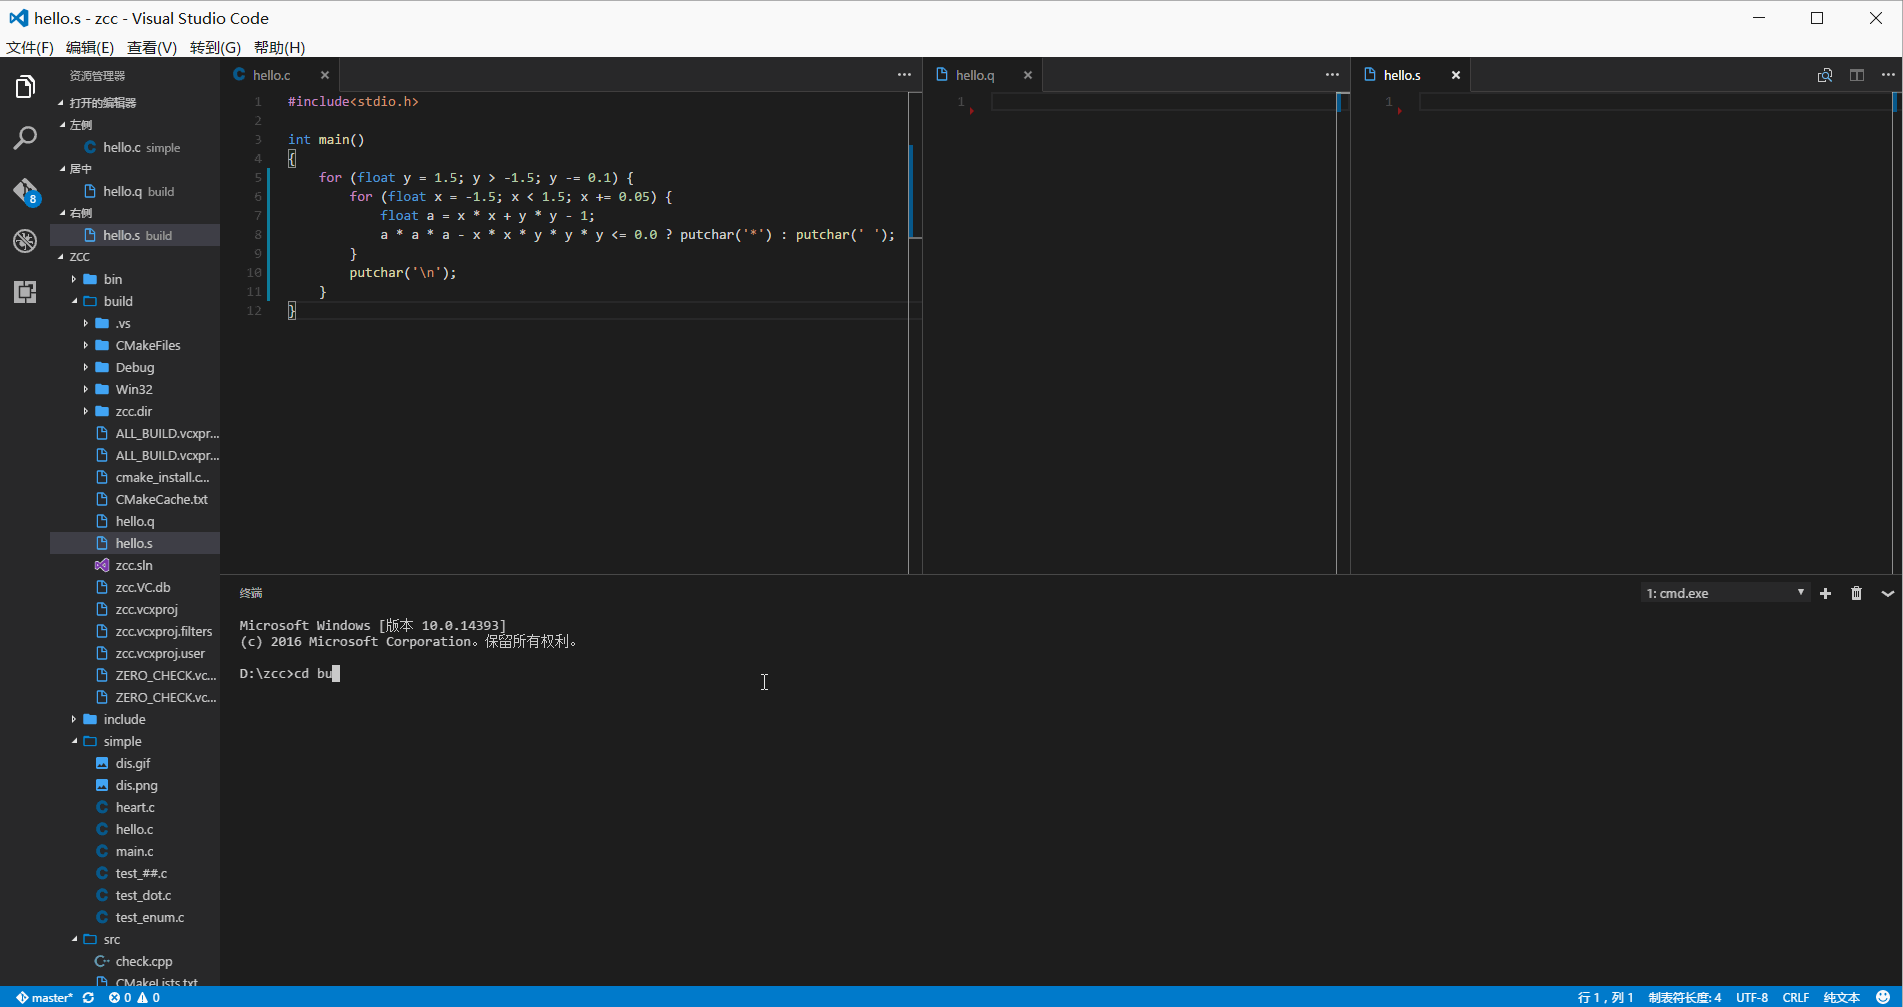 hello.s - zcc - Visual Studio Code
文件(F) 编辑(E) 查看(V) 转到(G) 帮助(H)
资源管理器
打开的编辑器
左侧
hello.c simple
居中
hello.q build
右侧
hello.s build
ZCC
bin
build
.vs
CMakeFiles
Debug
Win32
zcc.dir
ALL_BUILD.vcxpr...
ALL_BUILD.vcxpr...
cmake_install.c...
CMakeCache.txt
hello.q
hello.s
zcc.sln
zcc.VC.db
zcc.vcxproj
zcc.vcxproj.filters
zcc.vcxproj.user
ZERO_CHECK.vc...
ZERO_CHECK.vc...
include
simple
dis.gif
dis.png
heart.c
hello.c
main.c
test_##.c
test_dot.c
test_enum.c
src
check.cpp
CMakeLists.txt
8
hello.c
1 #include<stdio.h>
2
3 int main()
4 {
5 for (float y = 1.5; y > -1.5; y -= 0.1) {
6 for (float x = -1.5; x < 1.5; x += 0.05) {
7 float a = x * x + y * y - 1;
8 a * a * a - x * x * y * y * y <= 0.0 ? putchar('*') : putchar(' ');
9 }
10 putchar('\n');
11 }
12 }
hello.q
1
hello.s
1
终端
1: cmd.exe
Microsoft Windows [版本 10.0.14393]
(c) 2016 Microsoft Corporation。保留所有权利。
D:\zcc>cd bu
master* 0 0
行 1，列 1 制表符长度: 4 UTF-8 CRLF 纯文本